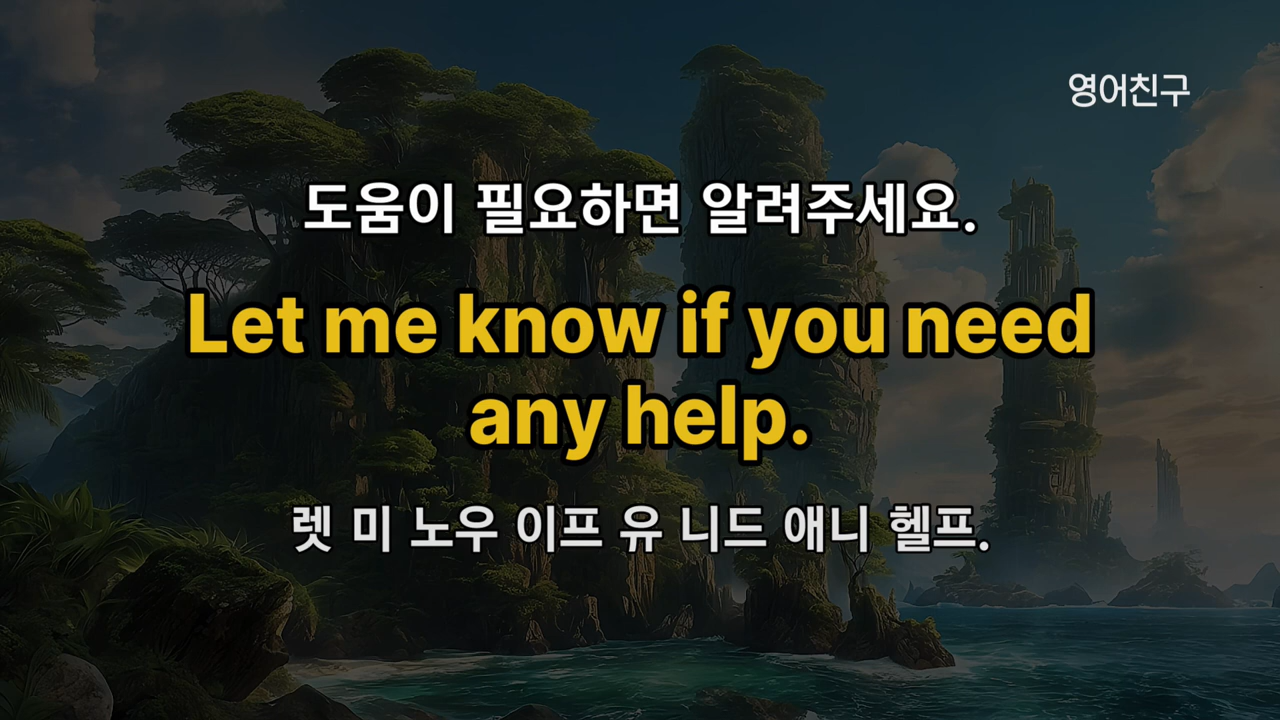 영어친구
도움이 필요하면 알려주세요.
Let me know if you need
any help.
렛 미 노우 이프 유 니드 애니 헬프.